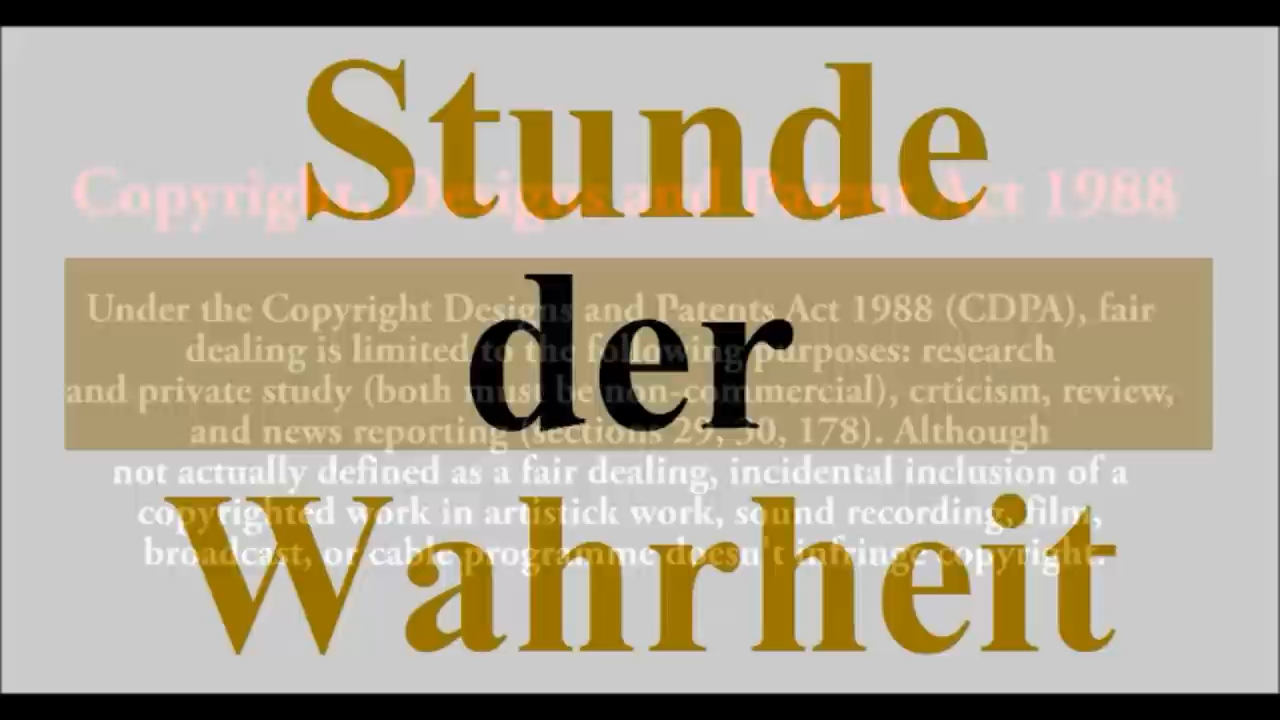 Stunde
Copyright, Designs and Patent Act 1988
der
Under the Copyright Designs and Patents Act 1988 (CDPA), fair
dealing is limited to the following purposes: research
and private study (both must be non-commercial), crticism, review,
and news reporting (sections 29, 30, 178). Although
not actually defined as a fair dealing, incidental inclusion of a
copyrighted work in artistick work, sound recording, film,
broadcast, or cable programme doesn't infringe copyright.
Wahrheit